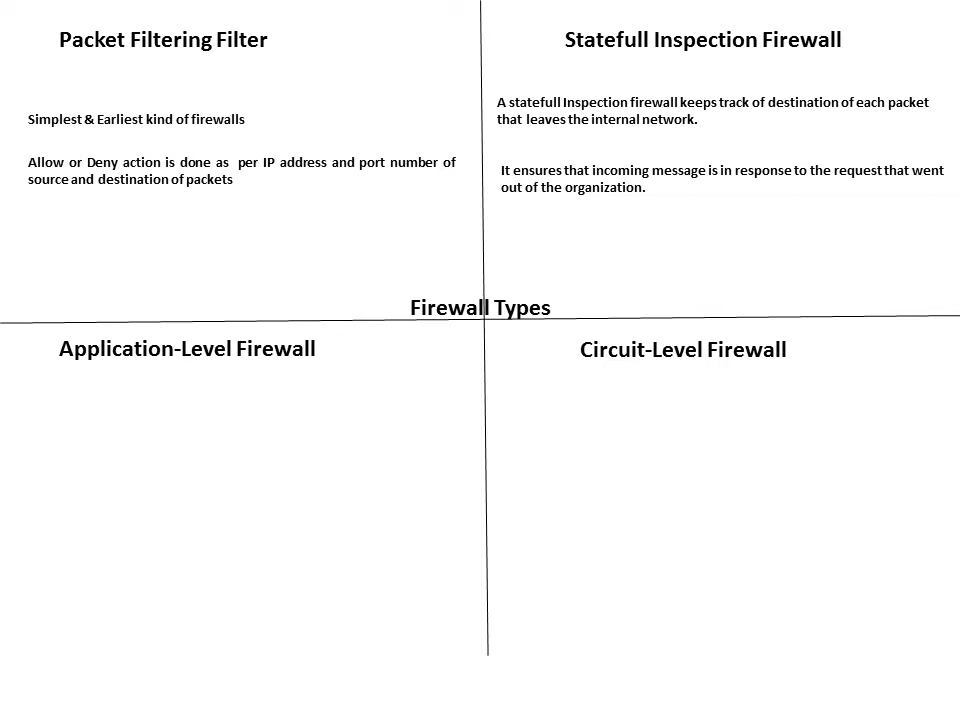 Packet Filtering Filter
Simplest & Earliest kind of firewalls
Allow or Deny action is done as per IP address and port number of
source and destination of packets
Statefull Inspection Firewall
A statefull Inspection firewall keeps track of destination of each packet
that leaves the internal network.
It ensures that incoming message is in response to the request that went
out of the organization.
Firewall Types
Application-Level Firewall
Circuit-Level Firewall